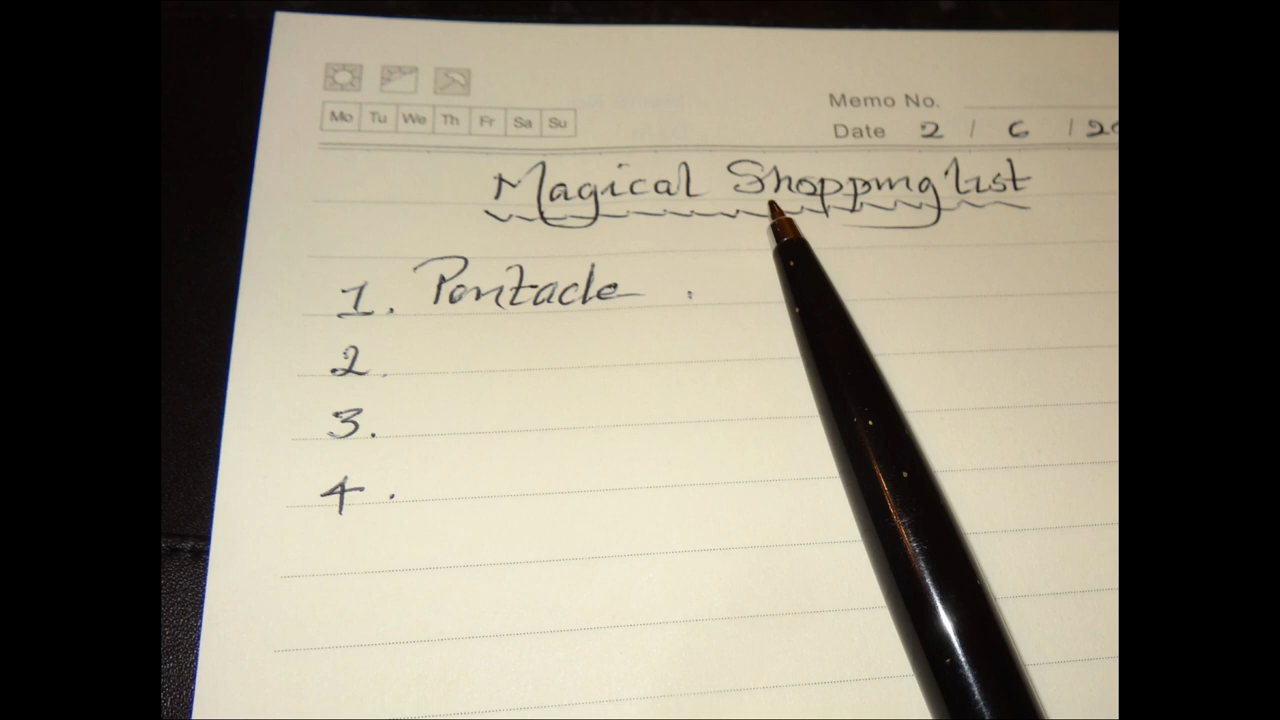 Memo No.
Mo Tu We Th Fr Sa Su
Date 2 / 6 / 20
Magical Shopping list
1. Pentacle .
2.
3.
4.